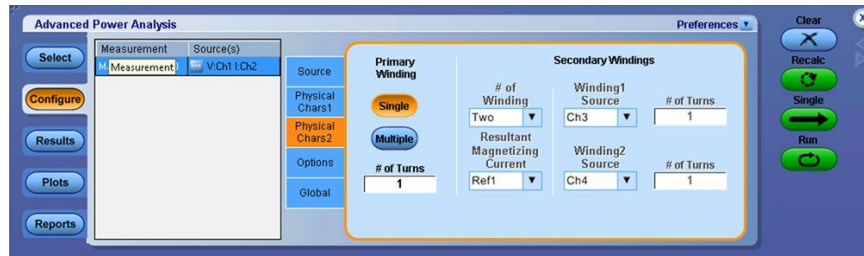 Advanced Power Analysis
Preferences
Clear
Measurement Source(s)
Measurement V:Ch1 I:Ch2
Select
Configure
Results
Plots
Reports
Source
Physical Chars1
Physical Chars2
Options
Global
Primary Winding
Single
Multiple
# of Turns
1
Secondary Windings
# of Winding
Two
Resultant Magnetizing Current
Ref1
Winding1 Source
Ch3
# of Turns
1
Winding2 Source
Ch4
# of Turns
1
Recalc
Single
Run